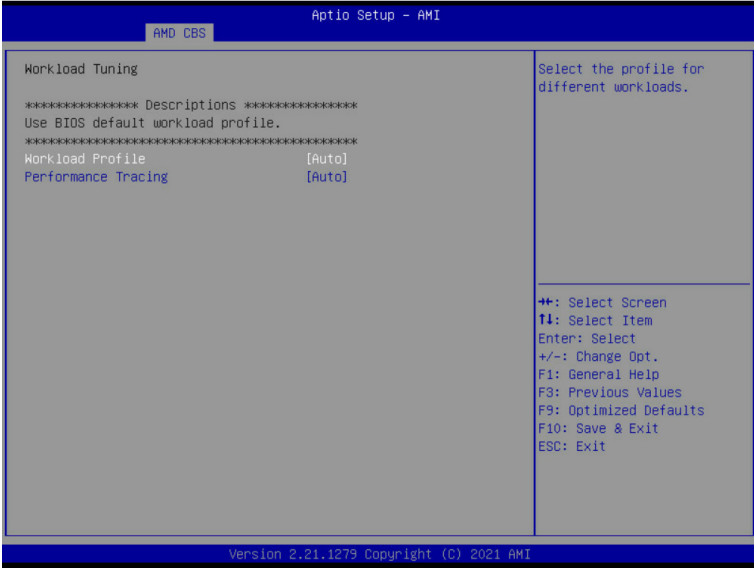 Aptio Setup - AMI
AMD CBS
Workload Tuning
*************** Descriptions ***************
Use BIOS default workload profile.
********************************************
Workload Profile [Auto]
Performance Tracing [Auto]
Select the profile for
different workloads.
→←: Select Screen
↑↓: Select Item
Enter: Select
+/-: Change Opt.
F1: General Help
F3: Previous Values
F9: Optimized Defaults
F10: Save & Exit
ESC: Exit
Version 2.21.1279 Copyright (C) 2021 AMI